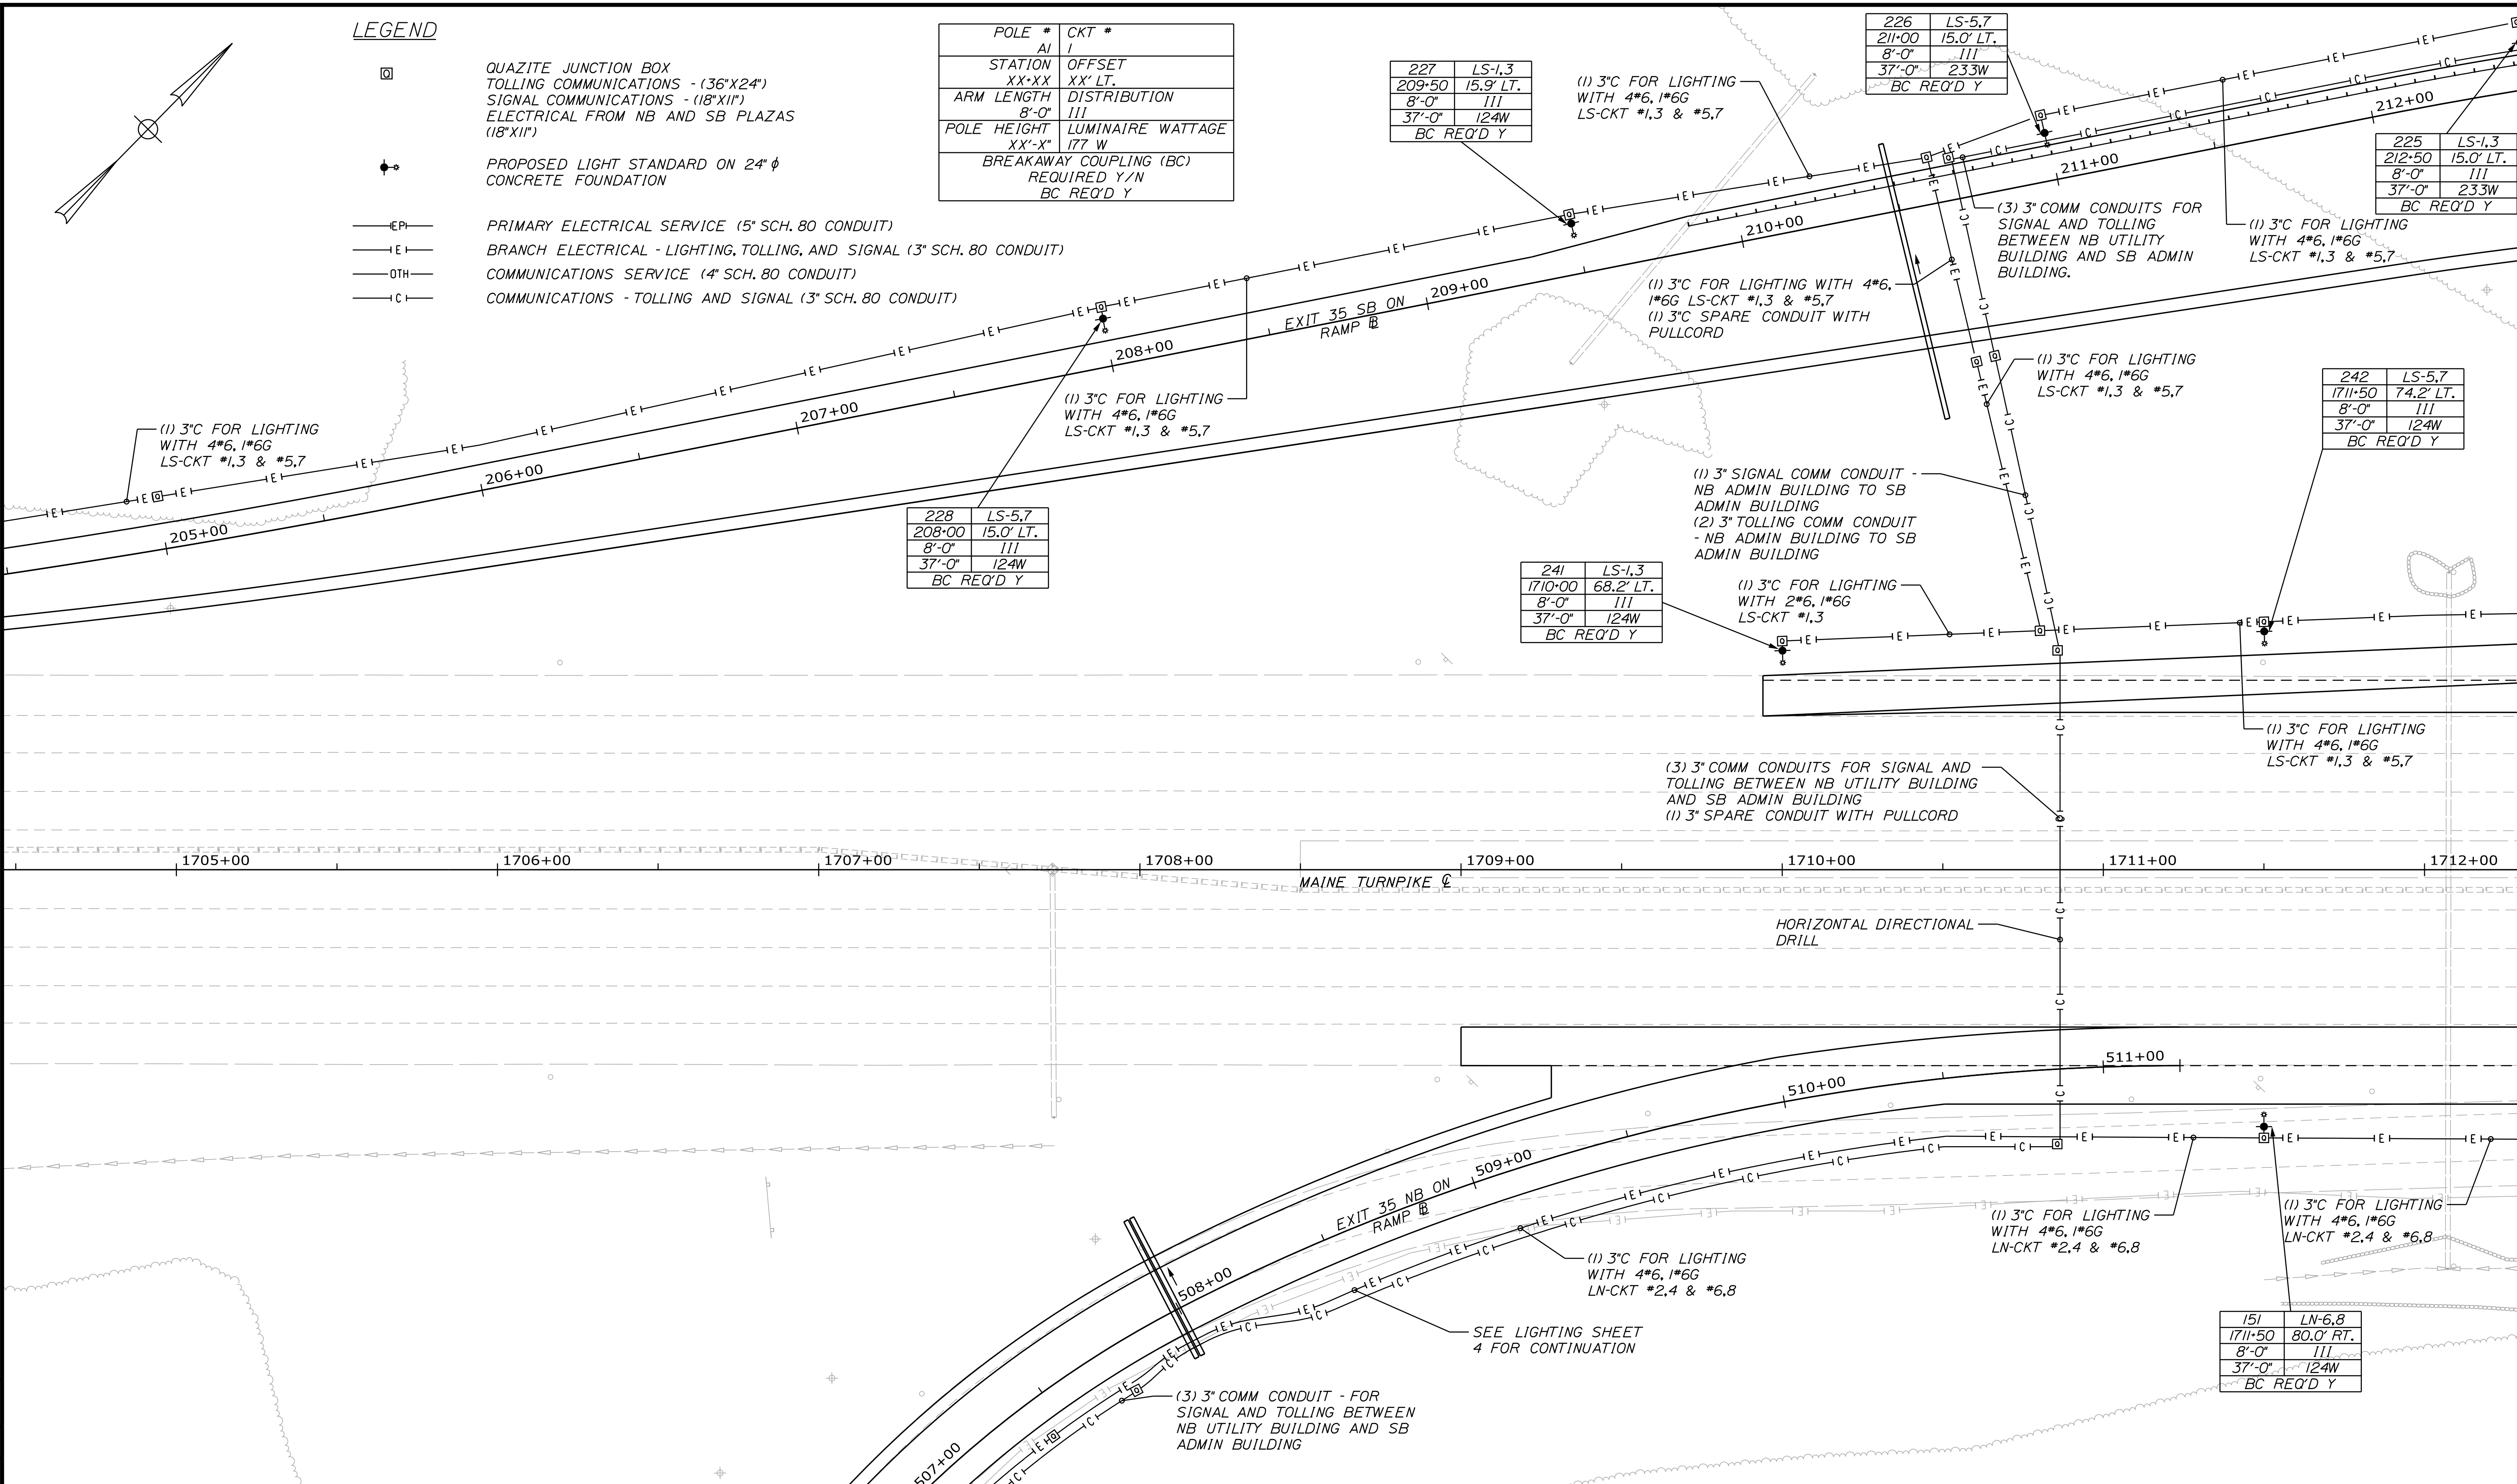 LEGEND
QUAZITE JUNCTION BOX
TOLLING COMMUNICATIONS - (36"X24")
SIGNAL COMMUNICATIONS - (18"X11")
ELECTRICAL FROM NB AND SB PLAZAS
(18"X11")
PROPOSED LIGHT STANDARD ON 24" ϕ
CONCRETE FOUNDATION
EP PRIMARY ELECTRICAL SERVICE (5" SCH. 80 CONDUIT)
E BRANCH ELECTRICAL - LIGHTING, TOLLING, AND SIGNAL (3" SCH. 80 CONDUIT)
OTH COMMUNICATIONS SERVICE (4" SCH. 80 CONDUIT)
C COMMUNICATIONS - TOLLING AND SIGNAL (3" SCH. 80 CONDUIT)
POLE # CKT #
A1 1
STATION OFFSET
XX+XX XX' LT.
ARM LENGTH DISTRIBUTION
8'-0" III
POLE HEIGHT LUMINAIRE WATTAGE
XX'-X" 177 W
BREAKAWAY COUPLING (BC)
REQUIRED Y/N
BC REQ'D Y
227 LS-1,3
209+50 15.9' LT.
8'-0" III
37'-0" 124W
BC REQ'D Y
(1) 3"C FOR LIGHTING
WITH 4#6, 1#6G
LS-CKT #1,3 & #5,7
226 LS-5,7
211+00 15.0' LT.
8'-0" III
37'-0" 233W
BC REQ'D Y
225 LS-1,3
212+50 15.0' LT.
8'-0" III
37'-0" 233W
BC REQ'D Y
(3) 3" COMM CONDUITS FOR
SIGNAL AND TOLLING
BETWEEN NB UTILITY
BUILDING AND SB ADMIN
BUILDING.
(1) 3"C FOR LIGHTING
WITH 4#6, 1#6G
LS-CKT #1,3 & #5,7
(1) 3"C FOR LIGHTING WITH 4#6,
1#6G LS-CKT #1,3 & #5,7
(1) 3"C SPARE CONDUIT WITH
PULLCORD
205+00
206+00
207+00
208+00
209+00
210+00
211+00
212+00
EXIT 35 SB ON
RAMP BL
(1) 3"C FOR LIGHTING
WITH 4#6, 1#6G
LS-CKT #1,3 & #5,7
(1) 3"C FOR LIGHTING
WITH 4#6, 1#6G
LS-CKT #1,3 & #5,7
(1) 3"C FOR LIGHTING
WITH 4#6, 1#6G
LS-CKT #1,3 & #5,7
242 LS-5,7
1711+50 74.2' LT.
8'-0" III
37'-0" 124W
BC REQ'D Y
228 LS-5,7
208+00 15.0' LT.
8'-0" III
37'-0" 124W
BC REQ'D Y
(1) 3" SIGNAL COMM CONDUIT -
NB ADMIN BUILDING TO SB
ADMIN BUILDING
(2) 3" TOLLING COMM CONDUIT
- NB ADMIN BUILDING TO SB
ADMIN BUILDING
241 LS-1,3
1710+00 68.2' LT.
8'-0" III
37'-0" 124W
BC REQ'D Y
(1) 3"C FOR LIGHTING
WITH 2#6, 1#6G
LS-CKT #1,3
(1) 3"C FOR LIGHTING
WITH 4#6, 1#6G
LS-CKT #1,3 & #5,7
(3) 3" COMM CONDUITS FOR SIGNAL AND
TOLLING BETWEEN NB UTILITY BUILDING
AND SB ADMIN BUILDING
(1) 3" SPARE CONDUIT WITH PULLCORD
1705+00 1706+00 1707+00 1708+00 1709+00 1710+00 1711+00 1712+00
MAINE TURNPIKE ℄
HORIZONTAL DIRECTIONAL
DRILL
507+00
508+00
509+00
510+00
511+00
EXIT 35 NB ON
RAMP BL
(1) 3"C FOR LIGHTING
WITH 4#6, 1#6G
LN-CKT #2,4 & #6,8
(1) 3"C FOR LIGHTING
WITH 4#6, 1#6G
LN-CKT #2,4 & #6,8
(1) 3"C FOR LIGHTING
WITH 4#6, 1#6G
LN-CKT #2,4 & #6,8
SEE LIGHTING SHEET
4 FOR CONTINUATION
151 LN-6,8
1711+50 80.0' RT.
8'-0" III
37'-0" 124W
BC REQ'D Y
(3) 3" COMM CONDUIT - FOR
SIGNAL AND TOLLING BETWEEN
NB UTILITY BUILDING AND SB
ADMIN BUILDING